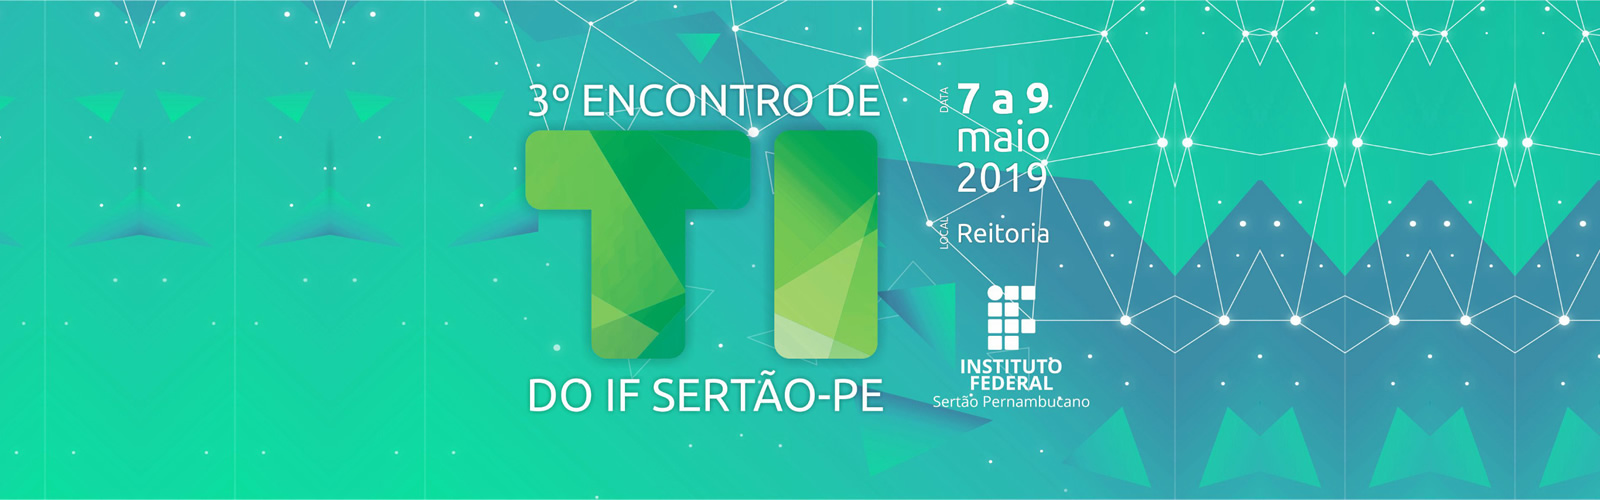 3º ENCONTRO DE
TI
DO IF SERTÃO-PE
DATA
7 a 9
maio
2019
LOCAL
Reitoria
INSTITUTO
FEDERAL
Sertão Pernambucano